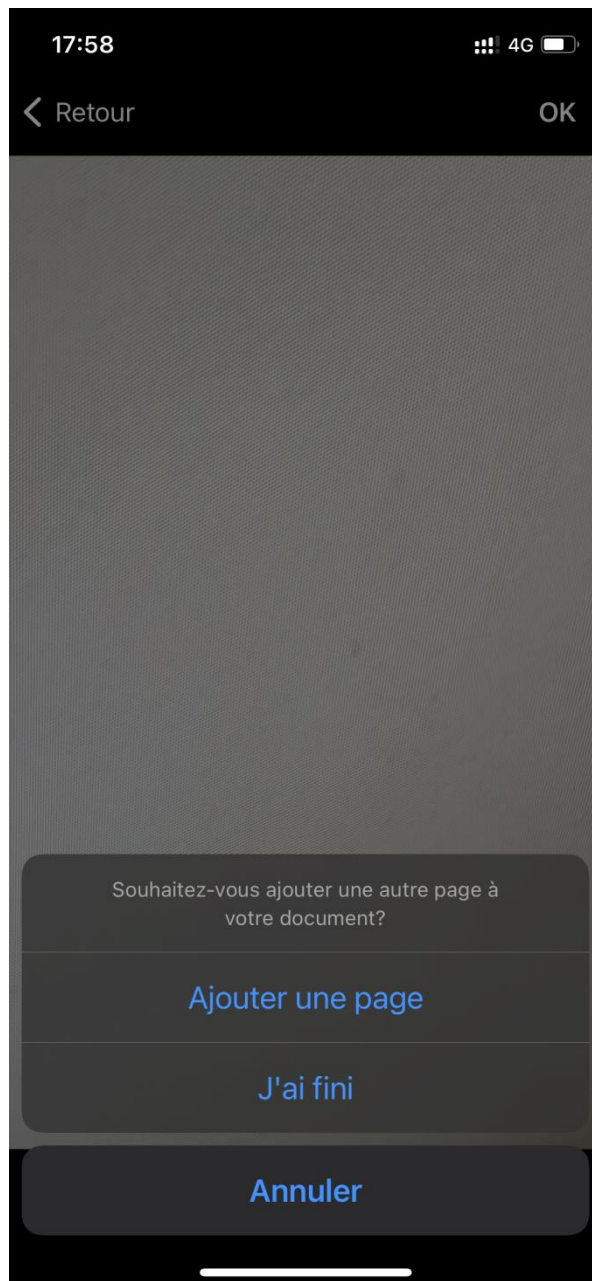 17:58
4G
Retour
OK
Souhaitez-vous ajouter une autre page à
votre document?
Ajouter une page
J'ai fini
Annuler